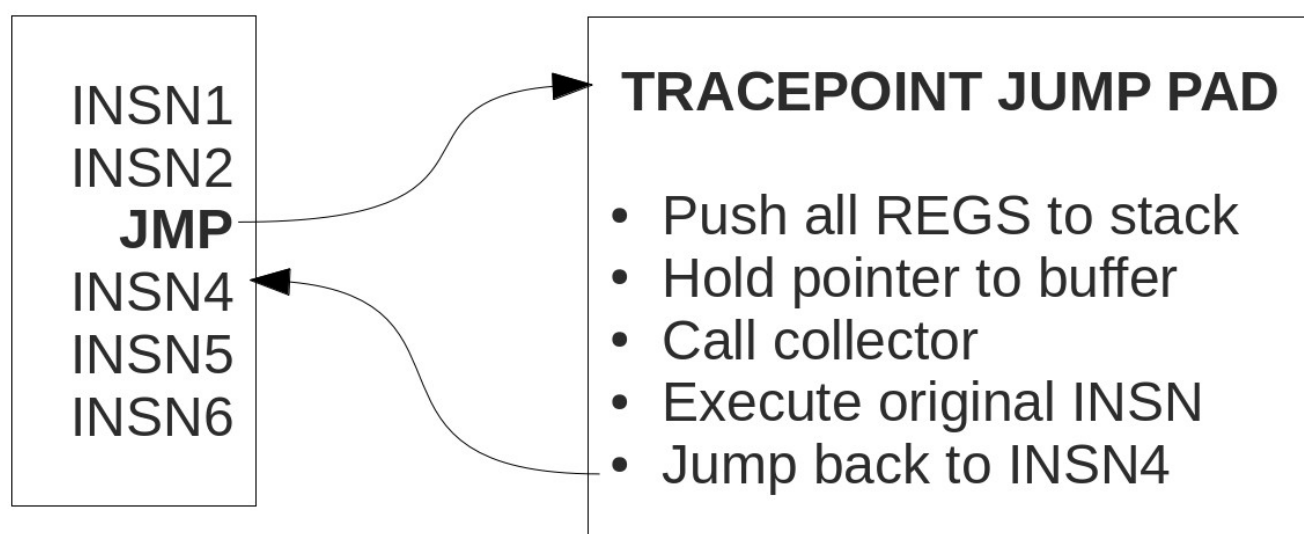 INSN1
INSN2
JMP
INSN4
INSN5
INSN6
TRACEPOINT JUMP PAD
• Push all REGS to stack
• Hold pointer to buffer
• Call collector
• Execute original INSN
• Jump back to INSN4